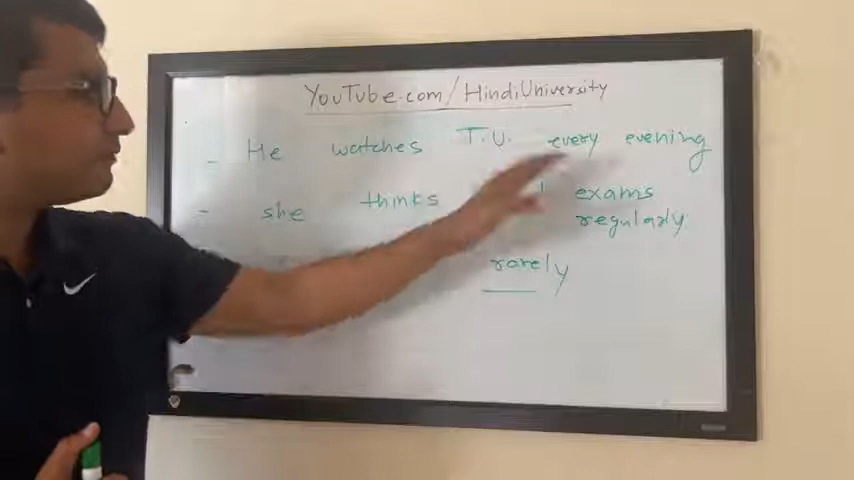 YouTube.com/HindiUniversity
- He watches T.V. every evening
- she thinks exams
regularly
rarely